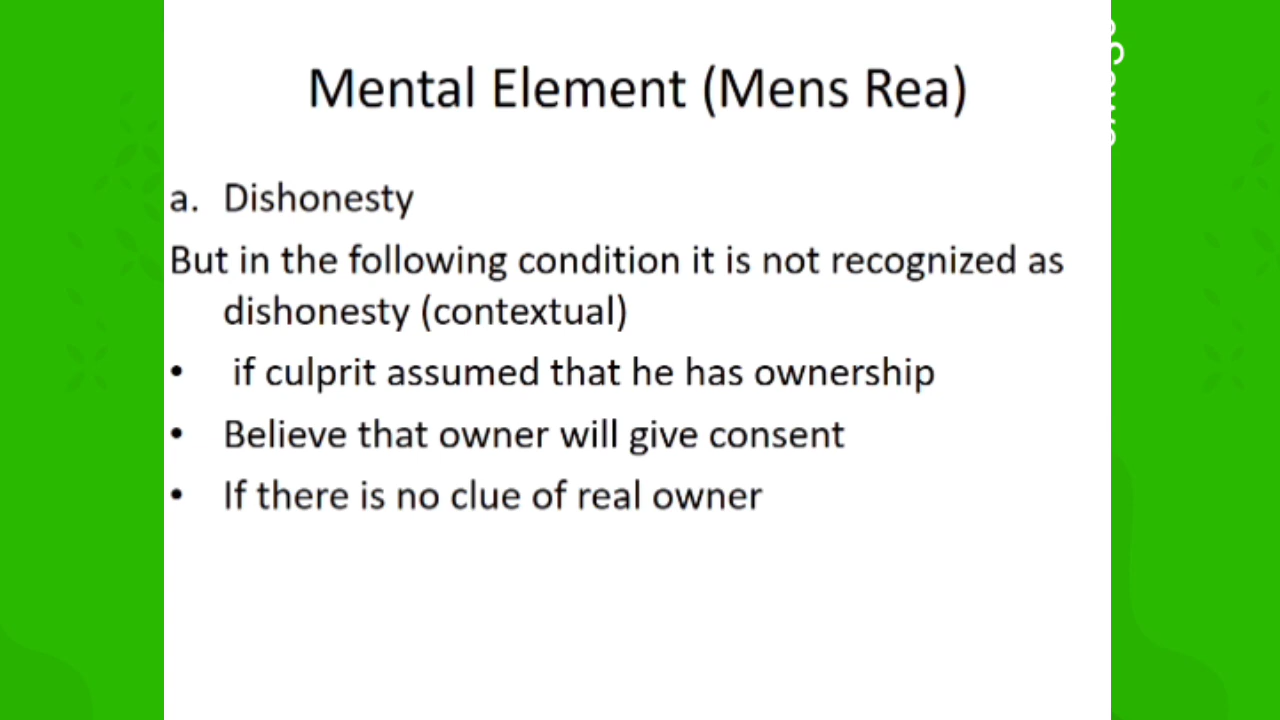 Mental Element (Mens Rea)
a. Dishonesty
But in the following condition it is not recognized as
dishonesty (contextual)
• if culprit assumed that he has ownership
• Believe that owner will give consent
• If there is no clue of real owner